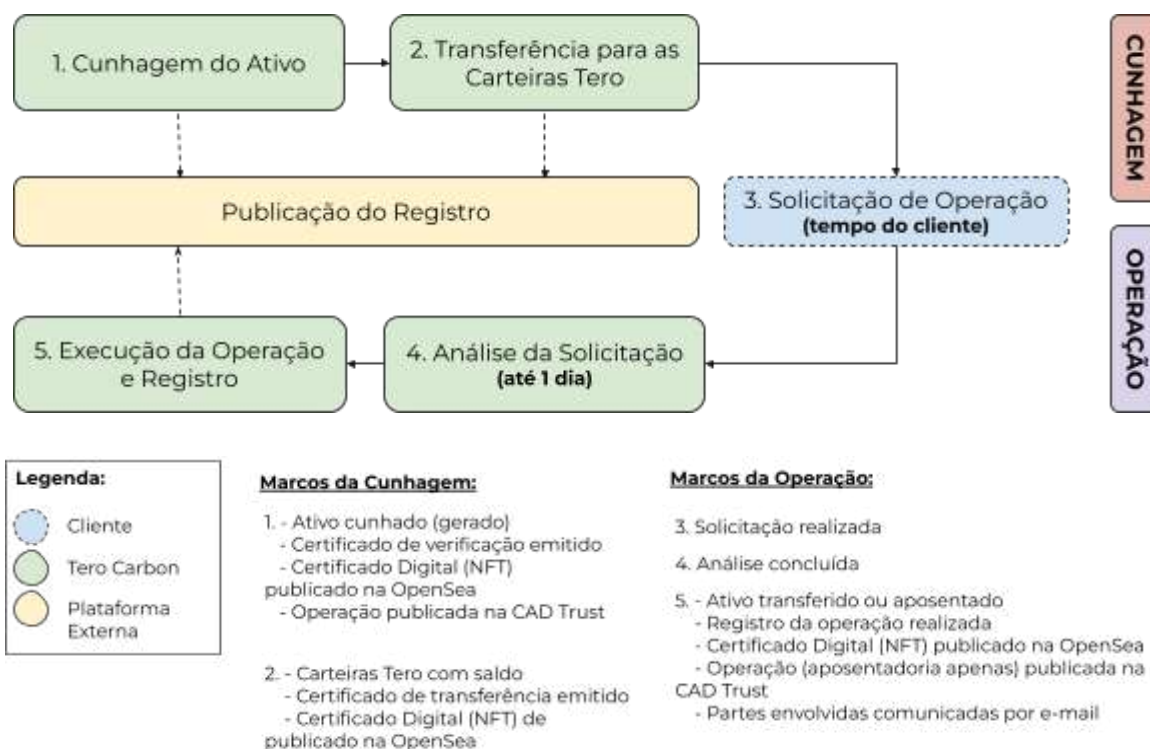 1. Cunhagem do Ativo
2. Transferência para as
Carteiras Tero
CUNHAGEM
Publicação do Registro
3. Solicitação de Operação
(tempo do cliente)
OPERAÇÃO
5. Execução da Operação
e Registro
4. Análise da Solicitação
(até 1 dia)
Legenda:
Cliente
Tero Carbon
Plataforma
Externa
Marcos da Cunhagem:
1. - Ativo cunhado (gerado)
- Certificado de verificação emitido
- Certificado Digital (NFT)
publicado na OpenSea
- Operação publicada na CAD Trust
2. - Carteiras Tero com saldo
- Certificado de transferência emitido
- Certificado Digital (NFT) de
publicado na OpenSea
Marcos da Operação:
3. Solicitação realizada
4. Análise concluída
5. - Ativo transferido ou aposentado
- Registro da operação realizada
- Certificado Digital (NFT) publicado na OpenSea
- Operação (aposentadoria apenas) publicada na
CAD Trust
- Partes envolvidas comunicadas por e-mail